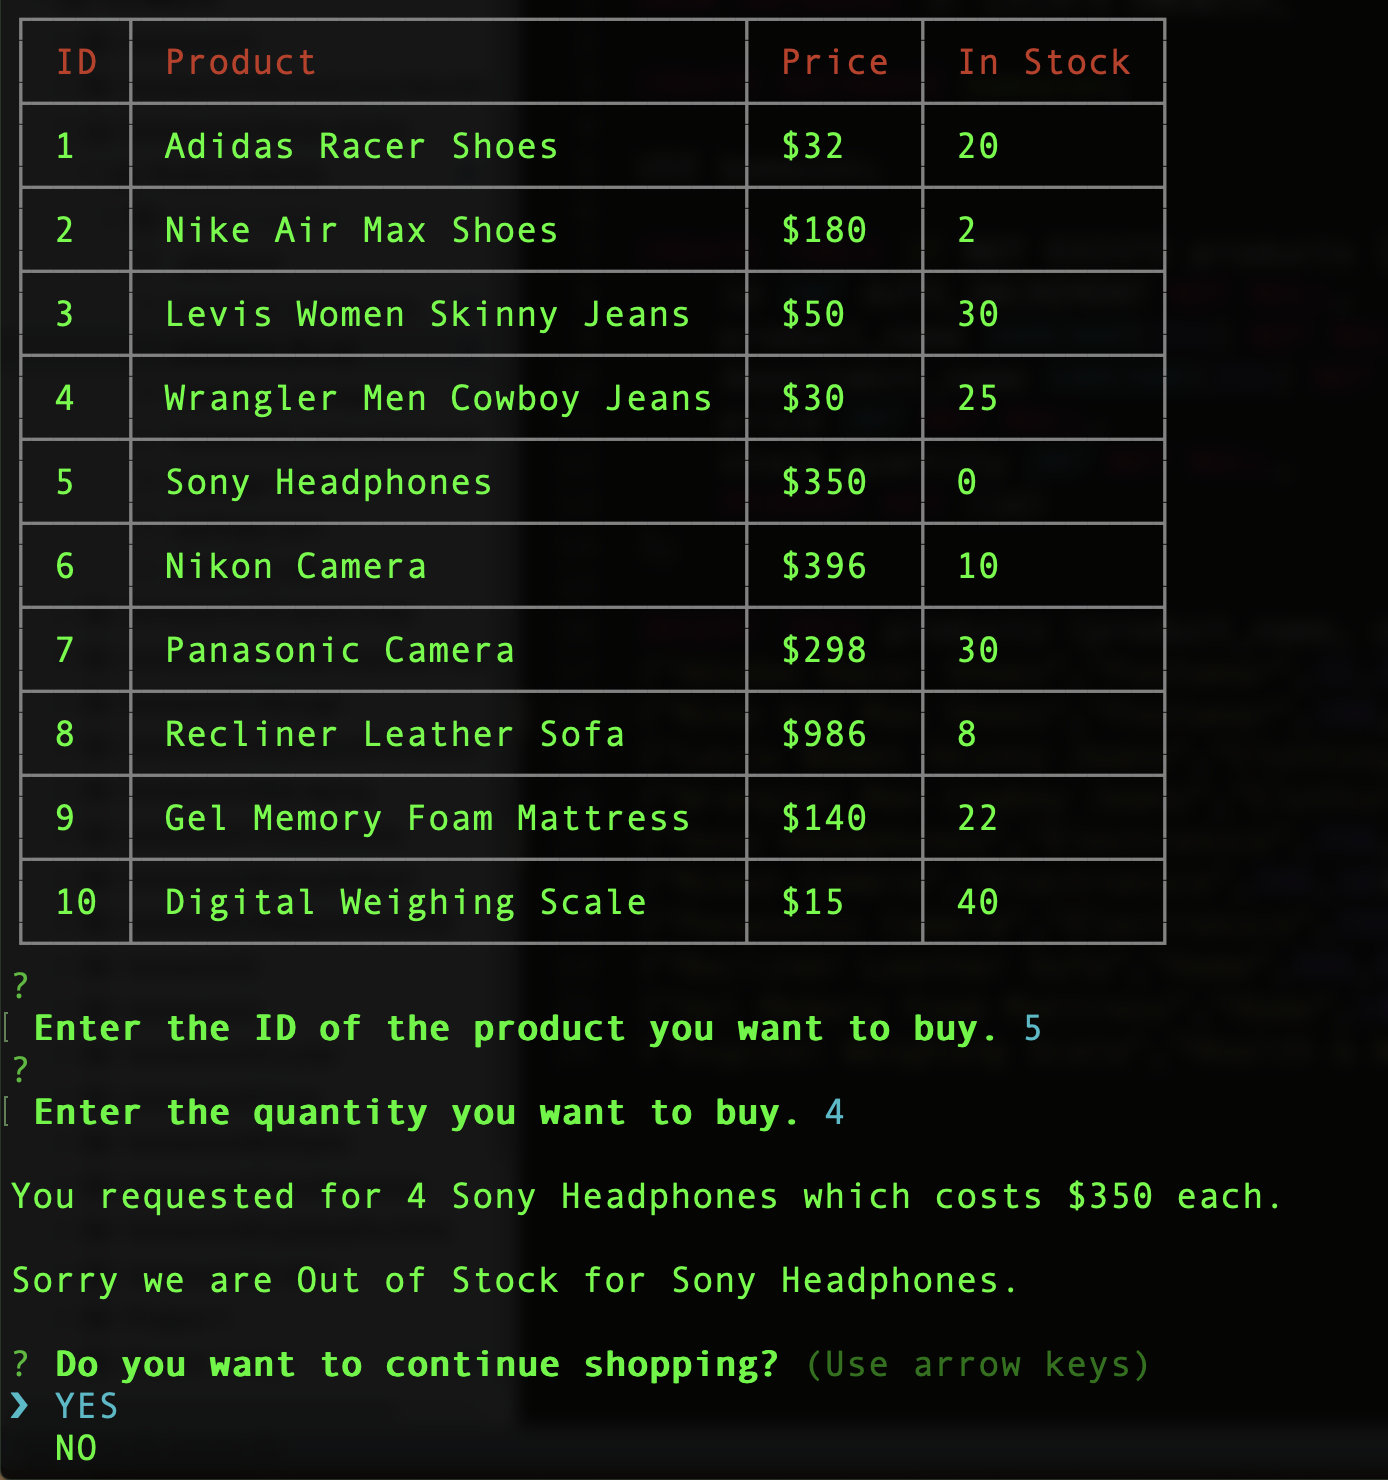 ID Product Price In Stock
1 Adidas Racer Shoes $32 20
2 Nike Air Max Shoes $180 2
3 Levis Women Skinny Jeans $50 30
4 Wrangler Men Cowboy Jeans $30 25
5 Sony Headphones $350 0
6 Nikon Camera $396 10
7 Panasonic Camera $298 30
8 Recliner Leather Sofa $986 8
9 Gel Memory Foam Mattress $140 22
10 Digital Weighing Scale $15 40
?
[ Enter the ID of the product you want to buy. 5
?
[ Enter the quantity you want to buy. 4
You requested for 4 Sony Headphones which costs $350 each.
Sorry we are Out of Stock for Sony Headphones.
? Do you want to continue shopping? (Use arrow keys)
❯ YES
NO